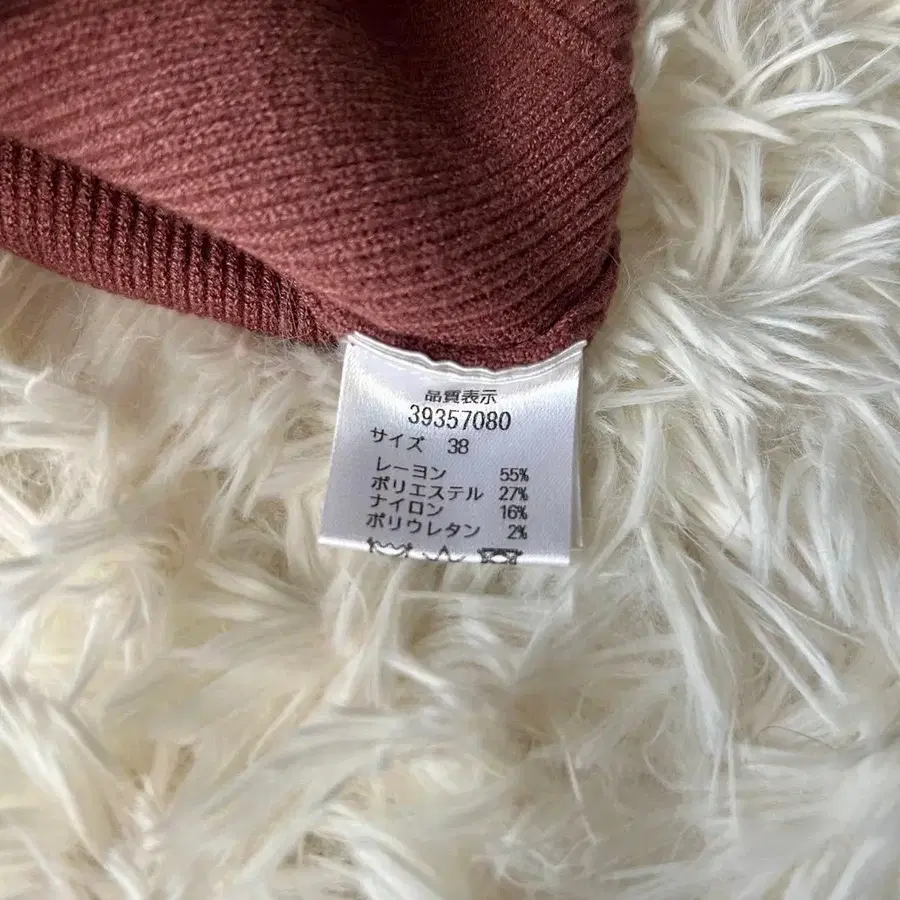 品質表示
39357080
サイズ 38
レーヨン 55%
ポリエステル 27%
ナイロン 16%
ポリウレタン 2%